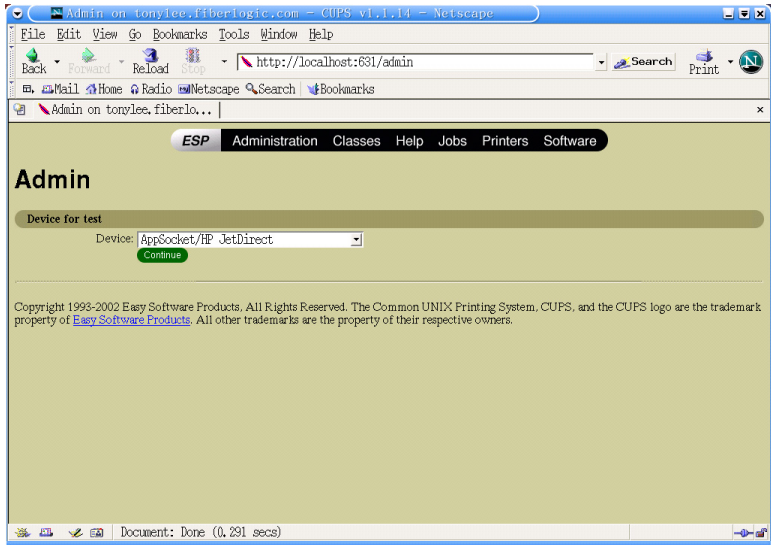 Admin on tonylee.fiberlogic.com - CUPS v1.1.14 - Netscape
File Edit View Go Bookmarks Tools Window Help
Back Forward Reload Stop http://localhost:631/admin Search Print N
Mail Home Radio Netscape Search Bookmarks
Admin on tonylee.fiberlo...
ESP Administration Classes Help Jobs Printers Software
Admin
Device for test
Device: AppSocket/HP JetDirect
Continue
Copyright 1993-2002 Easy Software Products, All Rights Reserved. The Common UNIX Printing System, CUPS, and the CUPS logo are the trademark
property of Easy Software Products. All other trademarks are the property of their respective owners.
Document: Done (0.291 secs)